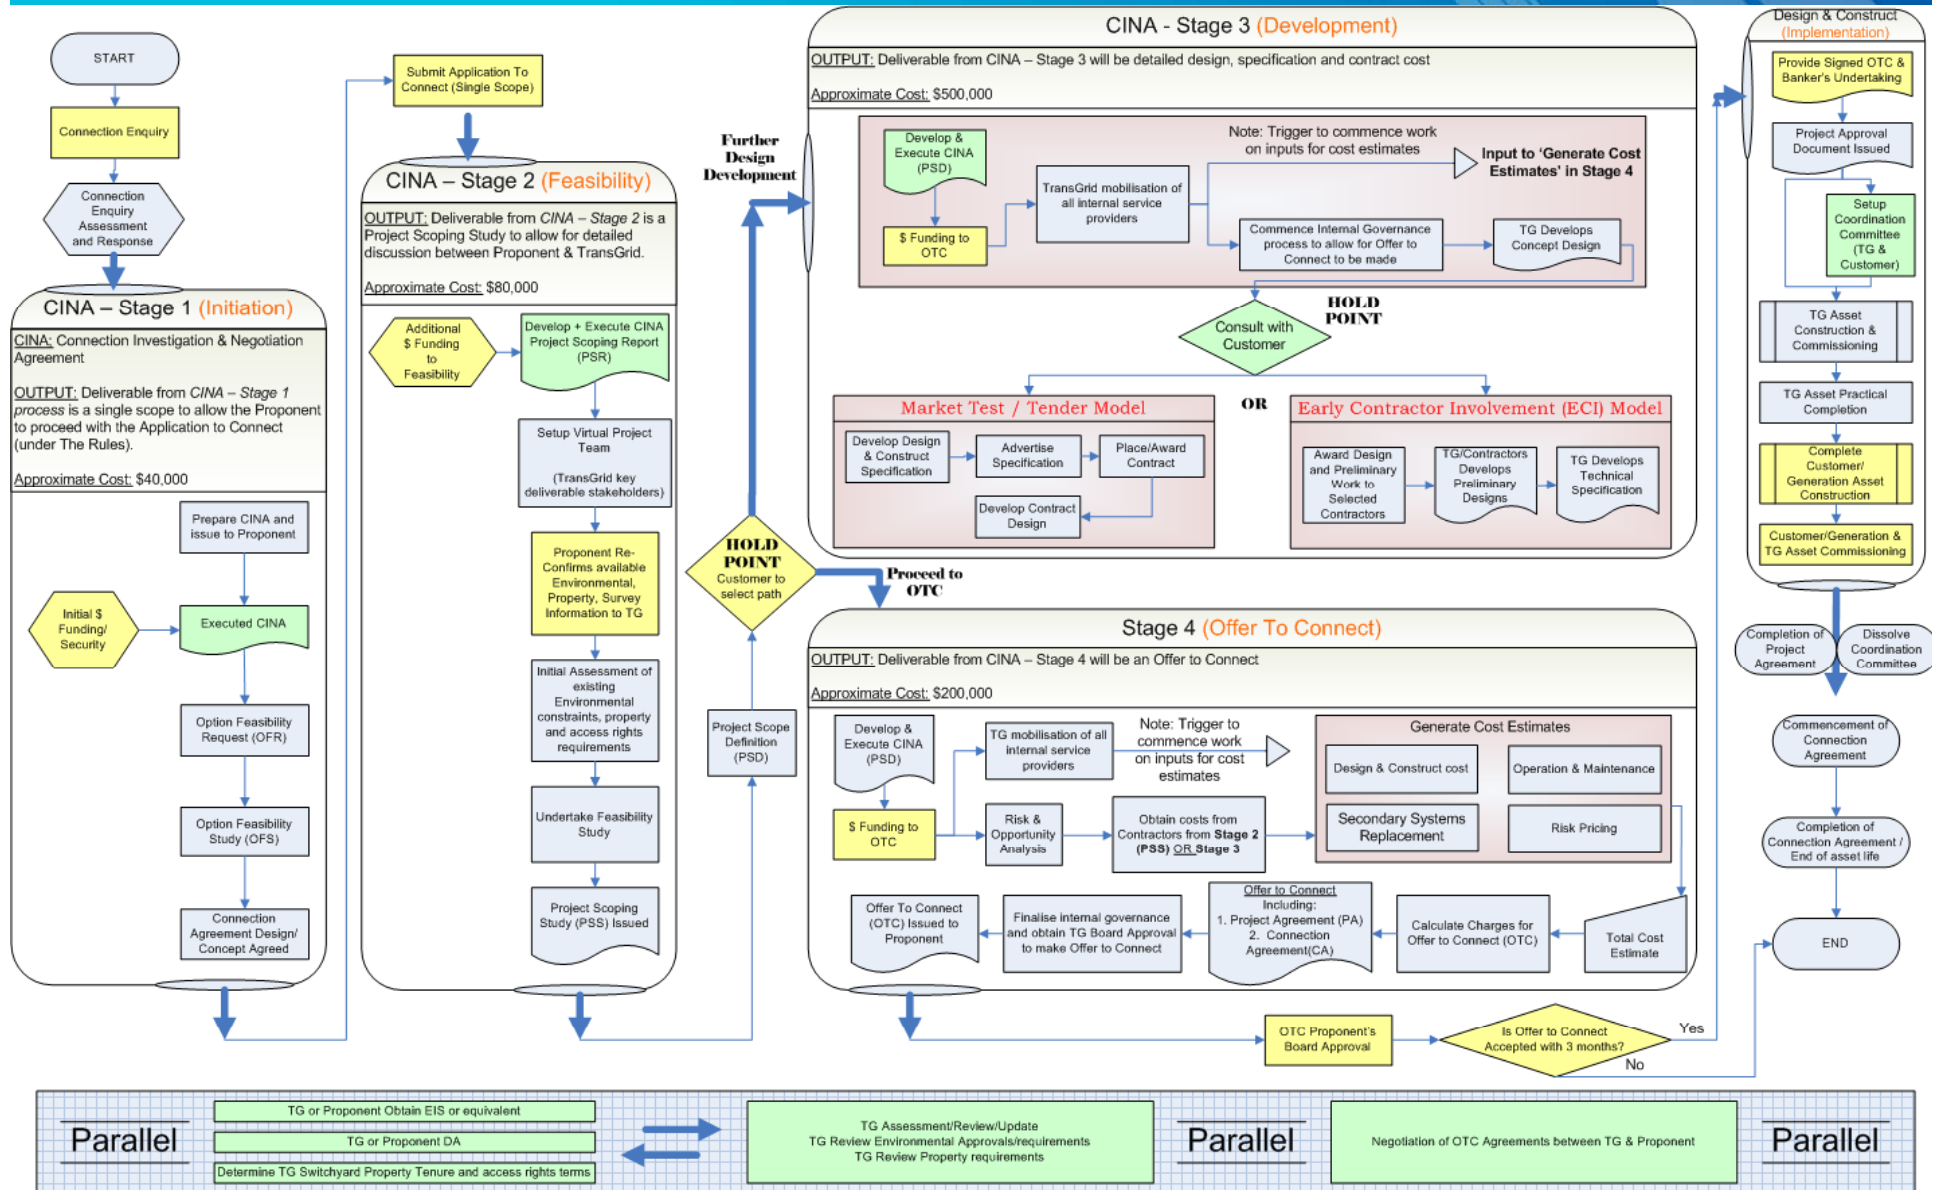 START
Connection Enquiry
Connection
Enquiry
Assessment
and Response
CINA – Stage 1 (Initiation)
CINA: Connection Investigation & Negotiation
Agreement
OUTPUT: Deliverable from CINA – Stage 1
process is a single scope to allow the Proponent
to proceed with the Application to Connect
(under The Rules).
Approximate Cost: $40,000
Prepare CINA and
issue to Proponent
Initial $
Funding/
Security
Executed CINA
Option Feasibility
Request (OFR)
Option Feasibility
Study (OFS)
Connection
Agreement Design/
Concept Agreed
Submit Application To
Connect (Single Scope)
CINA – Stage 2 (Feasibility)
OUTPUT: Deliverable from CINA – Stage 2 is a
Project Scoping Study to allow for detailed
discussion between Proponent & TransGrid.
Approximate Cost: $80,000
Additional
$ Funding
to
Feasibility
Develop + Execute CINA
Project Scoping Report
(PSR)
Setup Virtual Project
Team
(TransGrid key
deliverable stakeholders)
Proponent Re-
Confirms available
Environmental,
Property, Survey
Information to TG
Initial Assessment of
existing
Environmental
constraints, property
and access rights
requirements
Undertake Feasibility
Study
Project Scoping
Study (PSS) Issued
Project Scope
Definition
(PSD)
HOLD
POINT
Customer to
select path
Further
Design
Development
Proceed to
OTC
CINA - Stage 3 (Development)
OUTPUT: Deliverable from CINA – Stage 3 will be detailed design, specification and contract cost
Approximate Cost: $500,000
Develop &
Execute CINA
(PSD)
$ Funding to
OTC
TransGrid mobilisation of
all internal service
providers
Note: Trigger to commence work
on inputs for cost estimates
Input to 'Generate Cost
Estimates' in Stage 4
Commence Internal Governance
process to allow for Offer to
Connect to be made
TG Develops
Concept Design
HOLD
POINT
Consult with
Customer
OR
Market Test / Tender Model
Develop Design
& Construct
Specification
Advertise
Specification
Place/Award
Contract
Develop Contract
Design
Early Contractor Involvement (ECI) Model
Award Design
and Preliminary
Work to
Selected
Contractors
TG/Contractors
Develops
Preliminary
Designs
TG Develops
Technical
Specification
Stage 4 (Offer To Connect)
OUTPUT: Deliverable from CINA – Stage 4 will be an Offer to Connect
Approximate Cost: $200,000
Develop &
Execute CINA
(PSD)
$ Funding to
OTC
TG mobilisation of all
internal service
providers
Note: Trigger to
commence work
on inputs for cost
estimates
Risk &
Opportunity
Analysis
Obtain costs from
Contractors from Stage 2
(PSS) OR Stage 3
Generate Cost Estimates
Design & Construct cost
Operation & Maintenance
Secondary Systems
Replacement
Risk Pricing
Total Cost
Estimate
Calculate Charges for
Offer to Connect (OTC)
Offer to Connect
Including:
1. Project Agreement (PA)
2. Connection
Agreement(CA)
Finalise internal governance
and obtain TG Board Approval
to make Offer to Connect
Offer To Connect
(OTC) Issued to
Proponent
OTC Proponent's
Board Approval
Is Offer to Connect
Accepted with 3 months?
Yes
No
Design & Construct
(Implementation)
Provide Signed OTC &
Banker's Undertaking
Project Approval
Document Issued
Setup
Coordination
Committee
(TG &
Customer)
TG Asset
Construction &
Commissioning
TG Asset Practical
Completion
Complete
Customer/
Generation Asset
Construction
Customer/Generation &
TG Asset Commissioning
Completion of
Project
Agreement
Dissolve
Coordination
Committee
Commencement of
Connection
Agreement
Completion of
Connection Agreement /
End of asset life
END
Parallel
TG or Proponent Obtain EIS or equivalent
TG or Proponent DA
Determine TG Switchyard Property Tenure and access rights terms
TG Assessment/Review/Update
TG Review Environmental Approvals/requirements
TG Review Property requirements
Parallel
Negotiation of OTC Agreements between TG & Proponent
Parallel